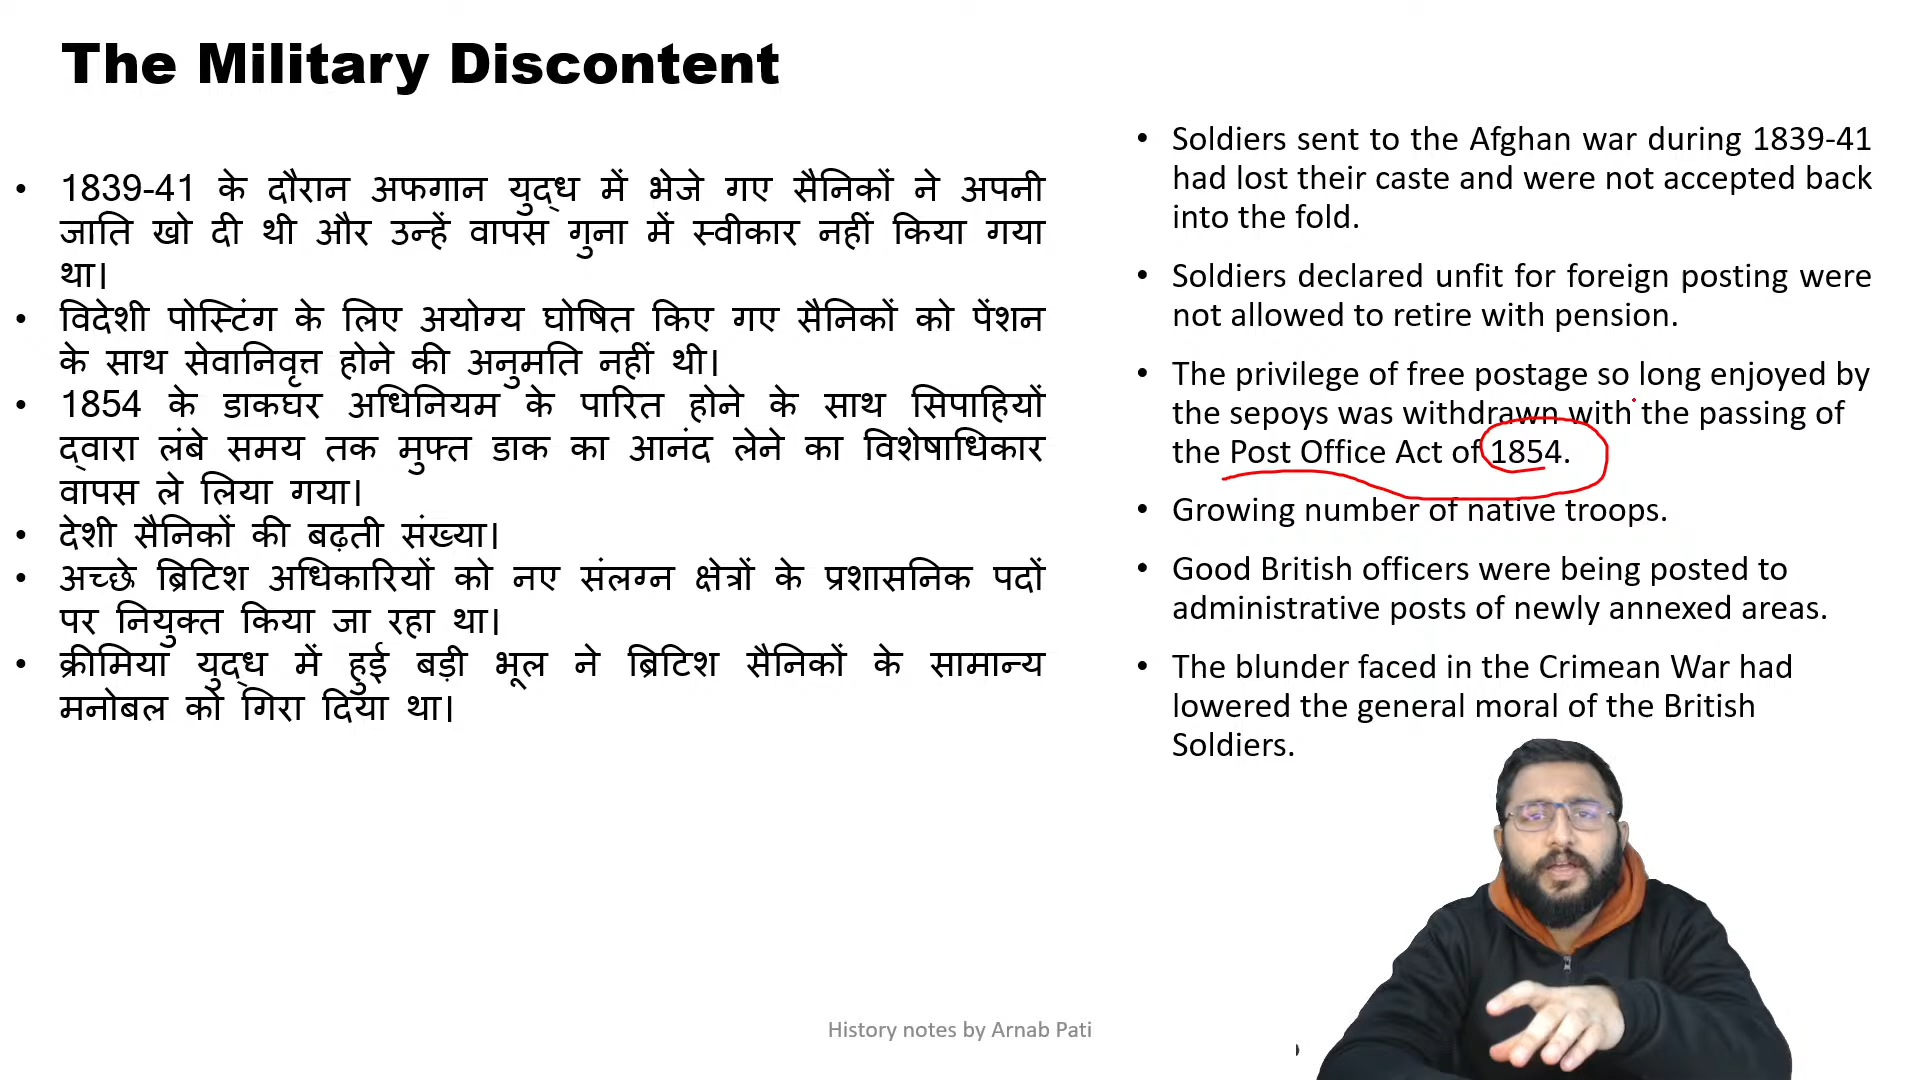 The Military Discontent
• 1839-41 के दौरान अफगान युद्ध में भेजे गए सैनिकों ने अपनी
जाति खो दी थी और उन्हें वापस गुना में स्वीकार नहीं किया गया
था।
• विदेशी पोस्टिंग के लिए अयोग्य घोषित किए गए सैनिकों को पेंशन
के साथ सेवानिवृत्त होने की अनुमति नहीं थी।
• 1854 के डाकघर अधिनियम के पारित होने के साथ सिपाहियों
द्वारा लंबे समय तक मुफ्त डाक का आनंद लेने का विशेषाधिकार
वापस ले लिया गया।
• देशी सैनिकों की बढ़ती संख्या।
• अच्छे ब्रिटिश अधिकारियों को नए संलग्न क्षेत्रों के प्रशासनिक पदों
पर नियुक्त किया जा रहा था।
• क्रीमिया युद्ध में हुई बड़ी भूल ने ब्रिटिश सैनिकों के सामान्य
मनोबल को गिरा दिया था।
• Soldiers sent to the Afghan war during 1839-41
had lost their caste and were not accepted back
into the fold.
• Soldiers declared unfit for foreign posting were
not allowed to retire with pension.
• The privilege of free postage so long enjoyed by
the sepoys was withdrawn with the passing of
the Post Office Act of 1854.
• Growing number of native troops.
• Good British officers were being posted to
administrative posts of newly annexed areas.
• The blunder faced in the Crimean War had
lowered the general moral of the British
Soldiers.
History notes by Arnab Pati